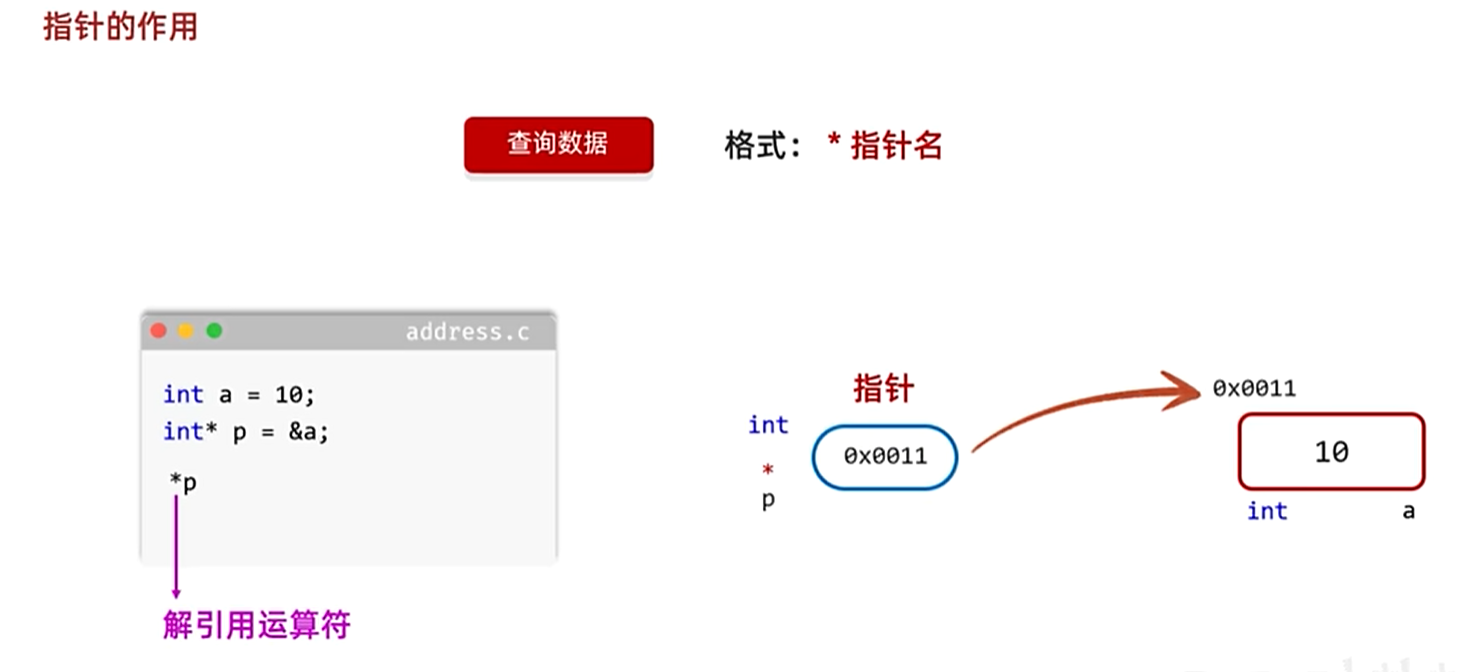 指针的作用
查询数据
格式： * 指针名
address.c
int a = 10;
int* p = &a;
*p
解引用运算符
指针
int
*
p
0x0011
0x0011
10
int a